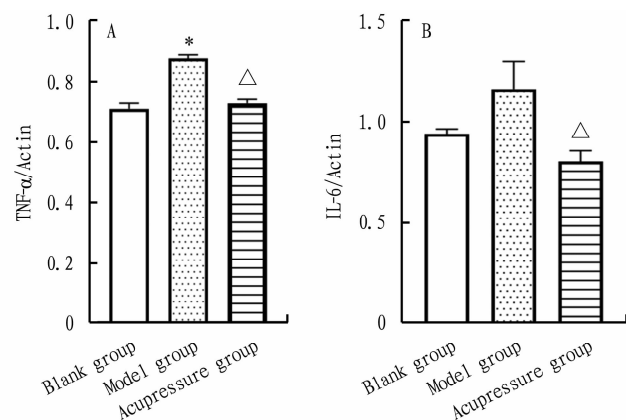 A
TNF-α/Actin
1.0
0.8
0.6
0.4
0.2
0
*
△
Blank group
Model group
Acupressure group
B
IL-6/Actin
1.5
1.0
0.5
0
△
Blank group
Model group
Acupressure group